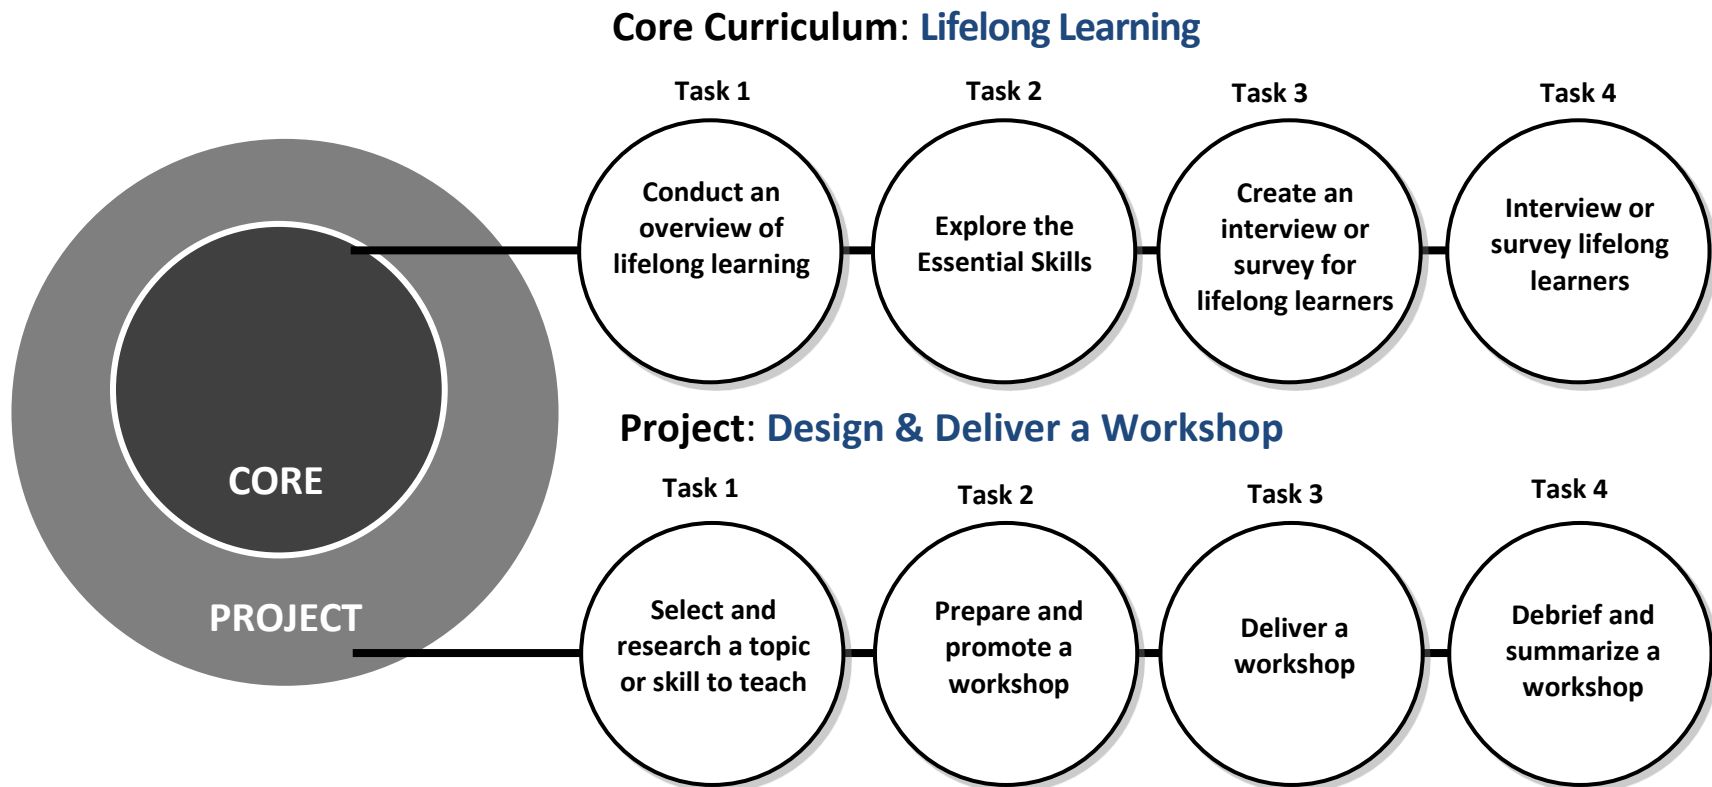 Core Curriculum: Lifelong Learning
Task 1
Task 2
Task 3
Task 4
Conduct an
overview of
lifelong learning
Explore the
Essential Skills
Create an
interview or
survey for
lifelong learners
Interview or
survey lifelong
learners
CORE
PROJECT
Project: Design & Deliver a Workshop
Task 1
Task 2
Task 3
Task 4
Select and
research a topic
or skill to teach
Prepare and
promote a
workshop
Deliver a
workshop
Debrief and
summarize a
workshop